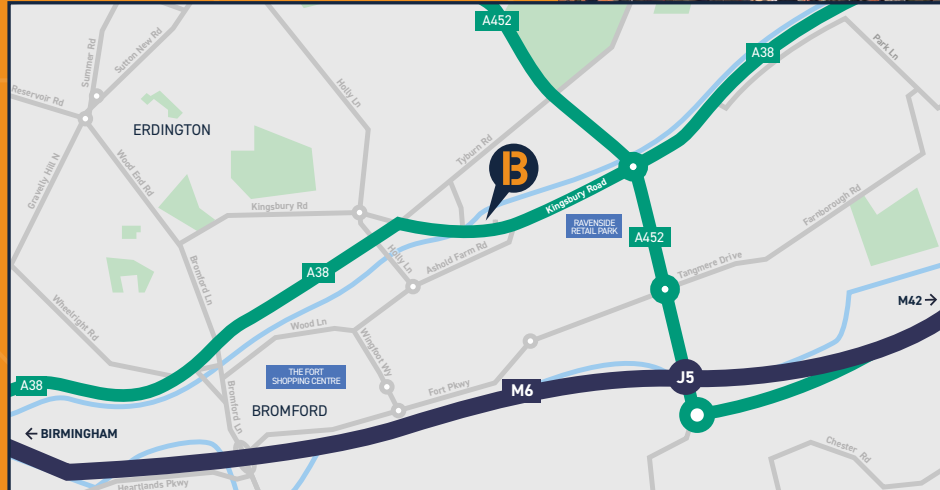 A452
A38
Park Ln
Summer Rd
Sutton New Rd
Reservoir Rd
Holly Ln
ERDINGTON
Tyburn Rd
B
Gravelly Hill N
Wood End Rd
Kingsbury Rd
Kingsbury Road
Farnborough Rd
RAVENSIDE
RETAIL PARK
A452
Holly Ln
Ashold Farm Rd
Tangmere Drive
A38
Bromford Ln
M42 →
Wheelright Rd
Wood Ln
Wingfoot Wy
THE FORT
SHOPPING CENTRE
J5
A38
Fort Pkwy
M6
Bromford Ln
BROMFORD
← BIRMINGHAM
Chester Rd
Heartlands Pkwy